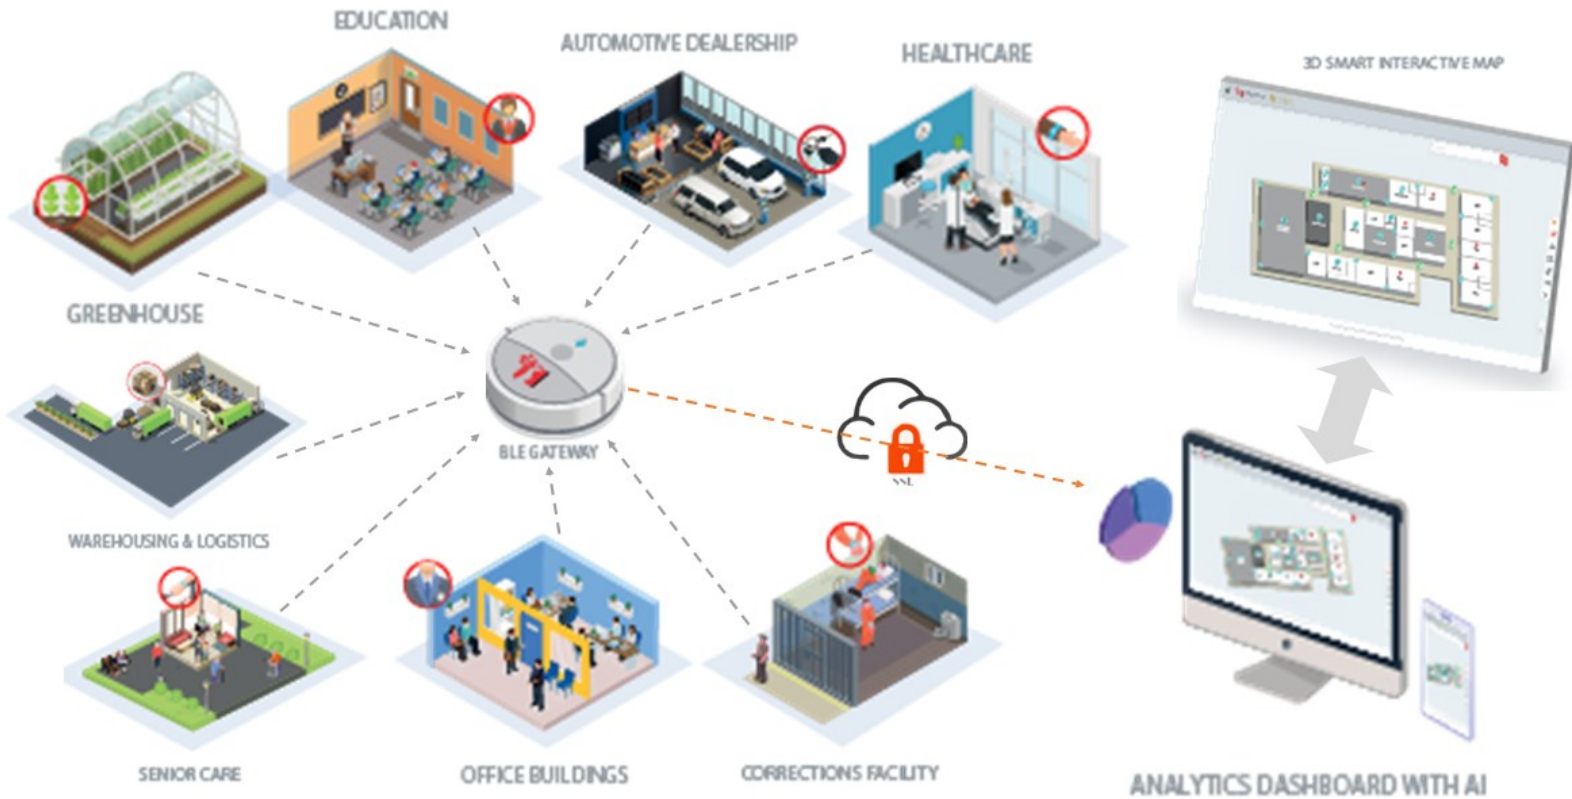 EDUCATION
AUTOMOTIVE DEALERSHIP
HEALTHCARE
3D SMART INTERACTIVE MAP
GREENHOUSE
BLE GATEWAY
SSL
WAREHOUSING & LOGISTICS
SENIOR CARE
OFFICE BUILDINGS
CORRECTIONS FACILITY
ANALYTICS DASHBOARD WITH AI